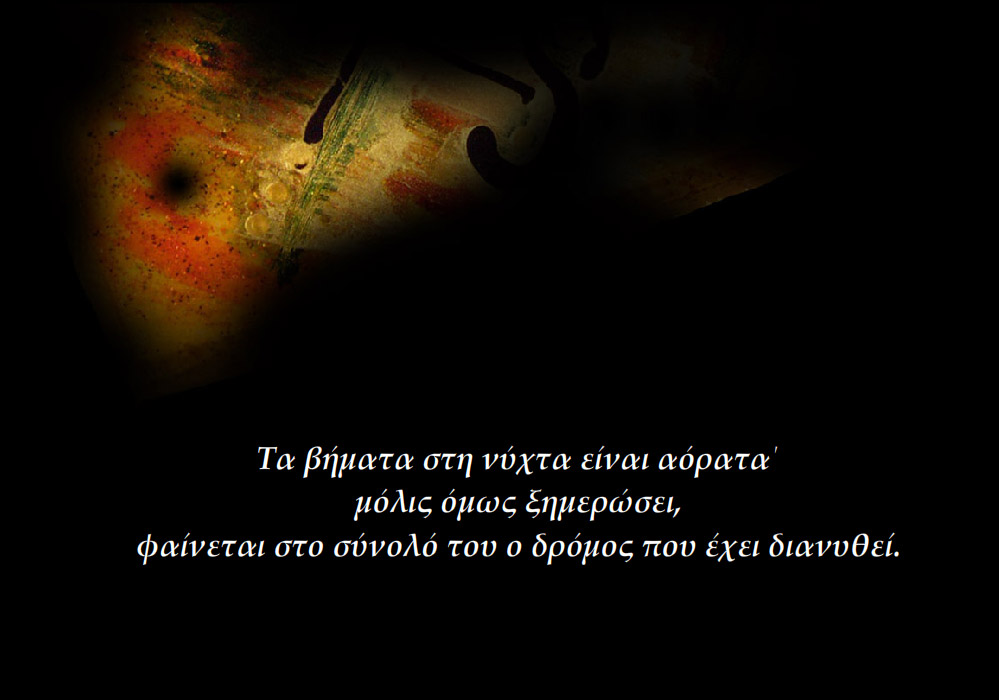 Τα βήματα στη νύχτα είναι αόρατα'
μόλις όμως ξημερώσει,
φαίνεται στο σύνολό του ο δρόμος που έχει διανυθεί.